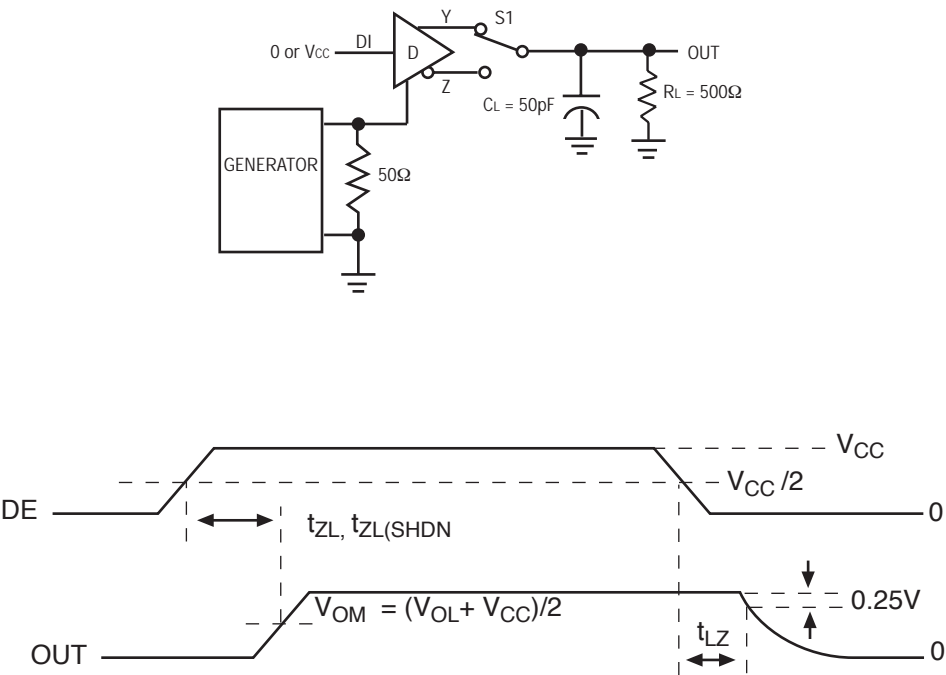 Y
S1
0 or Vcc
DI
D
OUT
Z
CL = 50pF
RL = 500Ω
GENERATOR
50Ω
VCC
VCC /2
DE
0
tZL, tZL(SHDN
0.25V
VOM = (VOL+ VCC)/2
tLZ
OUT
0